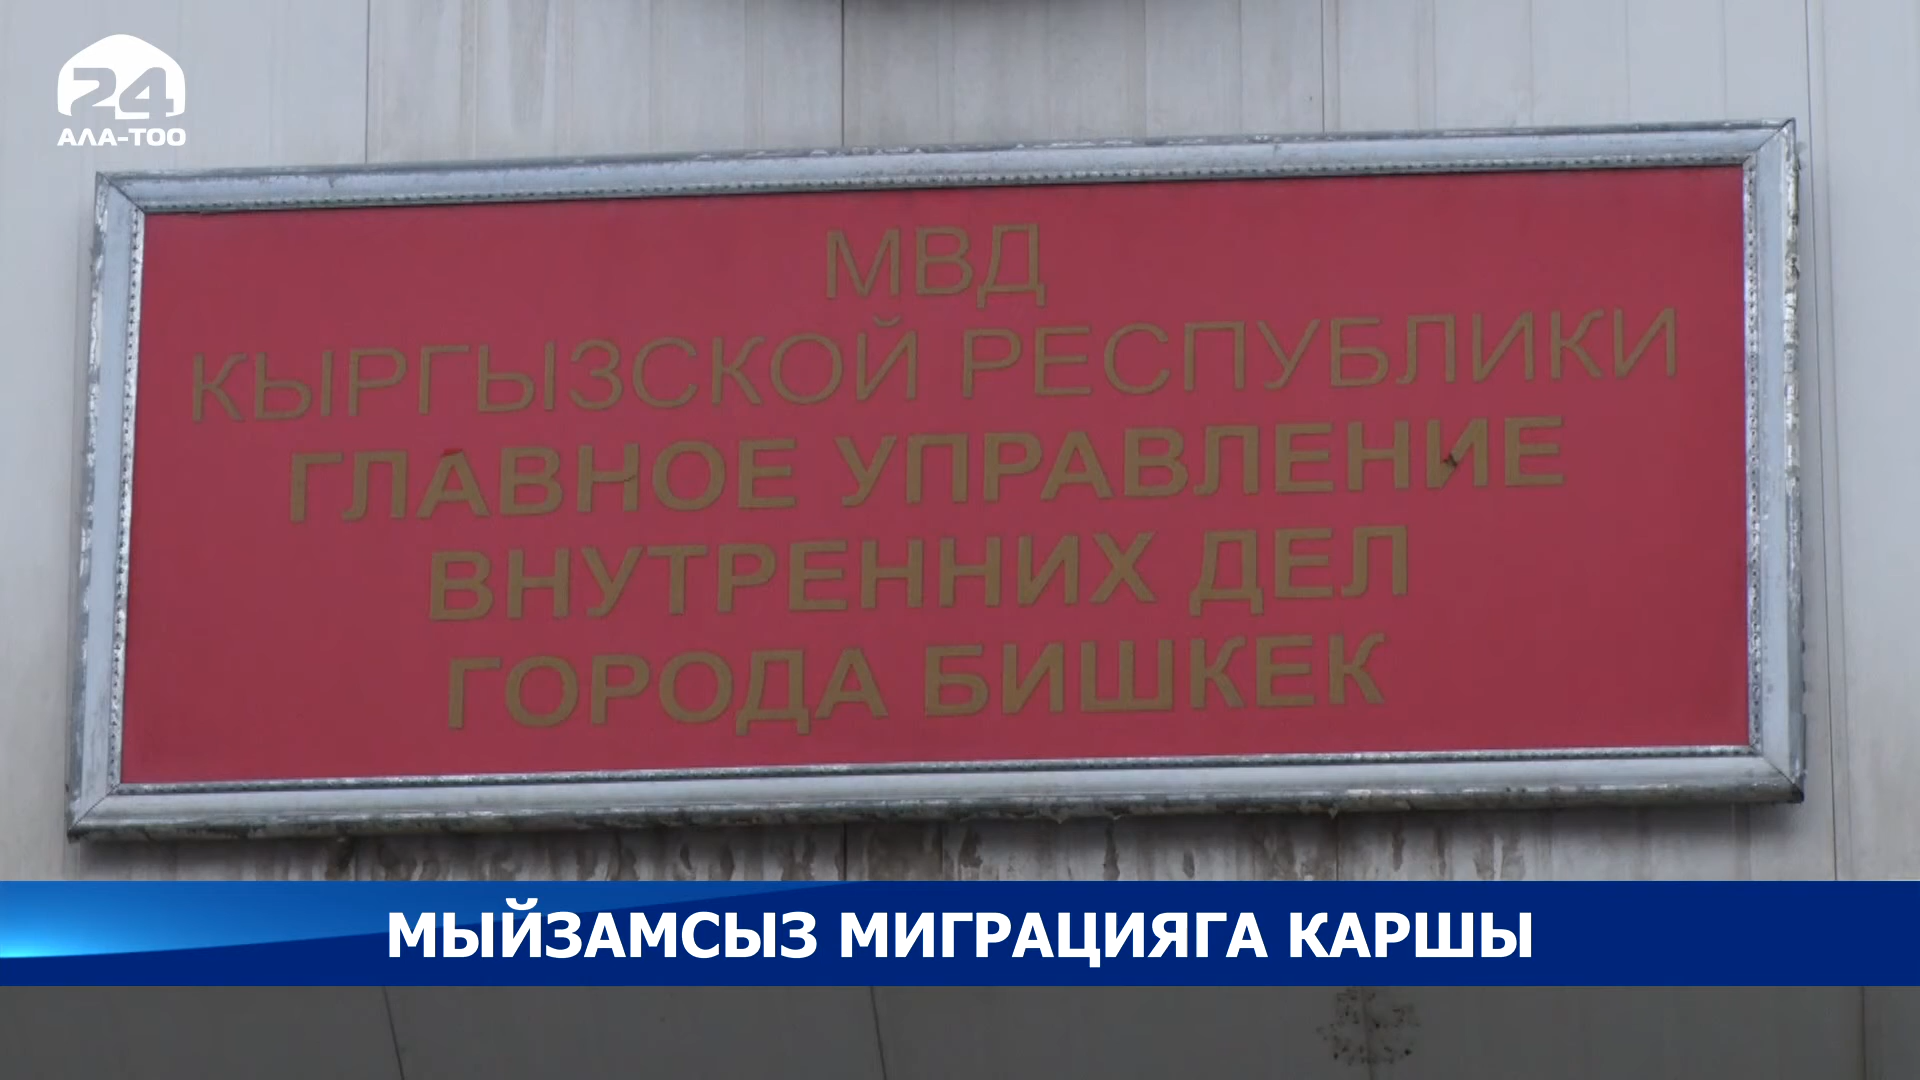 24
АЛА-ТОО
МВД
КЫРГЫЗСКОЙ РЕСПУБЛИКИ
ГЛАВНОЕ УПРАВЛЕНИЕ
ВНУТРЕННИХ ДЕЛ
ГОРОДА БИШКЕК
МЫЙЗАМСЫЗ МИГРАЦИЯГА КАРШЫ